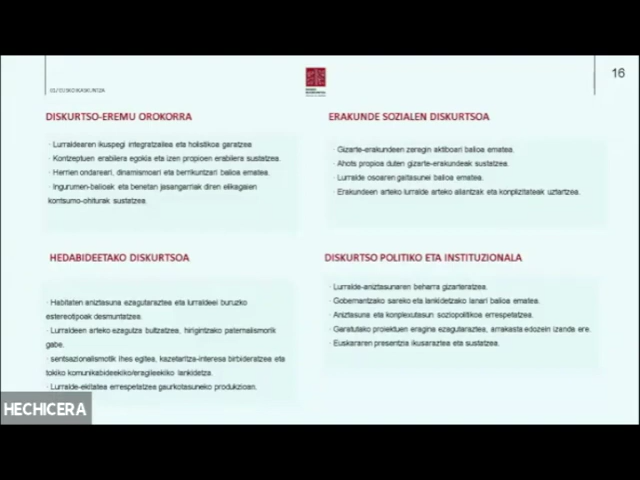 16
EUSKO IKASKUNTZA
DISKURTSO-EREMU OROKORRA
· Lurraldearen ikuspegi integratzailea eta holistikoa garatzea
· Kontzeptuen erabilera egokia eta izen propioen erabilera sustatzea.
· Herrien ondareari, dinamismoari eta berrikuntzari balioa ematea.
· Ingurumen-balioak eta benetan jasangarriak diren elikagaien
kontsumo-ohiturak sustatzea.
ERAKUNDE SOZIALEN DISKURTSOA
· Gizarte-erakundeen zeregin aktiboari balioa ematea.
· Ahots propioa duten gizarte-erakundeak sustatzea.
· Lurralde osoaren gaitasunei balioa ematea.
· Erakundeen arteko lurralde arteko aliantzak eta konplizitateak uztartzea.
HEDABIDEETAKO DISKURTSOA
· Habitaten aniztasuna ezagutaraztea eta lurraldeei buruzko
estereotipoak desmuntatzea.
· Lurraldeen arteko ezagutza bultzatzea, hirigintzako paternalismorik
gabe.
· sentsazionalismotik ihes egitea, kazetaritza-interesa birbideratzea eta
tokiko komunikabideekiko/eragileekiko lankidetza.
· Lurralde-ekitatea errespetatzea gaurkotasuneko produkzioan.
DISKURTSO POLITIKO ETA INSTITUZIONALA
· Lurralde-aniztasunaren beharra gizarteratzea.
· Gobernantzako sareko eta lankidetzako lanari balioa ematea.
· Aniztasuna eta konplexutasun soziopolitikoa errespetatzea.
· Garatutako proiektuen eragina ezagutaraztea, arrakasta edozein izanda ere.
· Euskararen presentzia ikusaraztea eta sustatzea.
HECHICERA